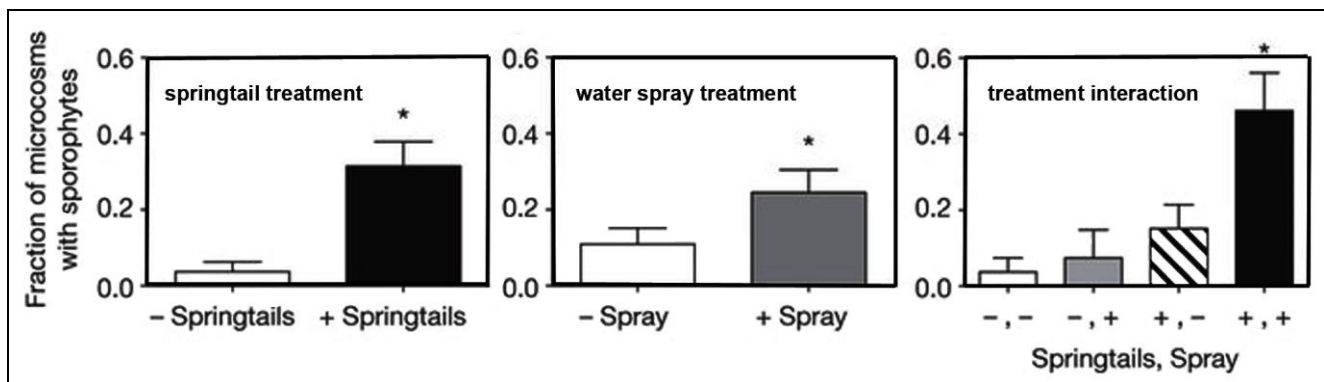 Fraction of microcosms
with sporophytes
0.6
0.4
0.2
0.0
springtail treatment
*
– Springtails + Springtails
0.6
0.4
0.2
0.0
water spray treatment
*
– Spray + Spray
0.6
0.4
0.2
0.0
treatment interaction
*
– , – – , + + , – + , +
Springtails, Spray